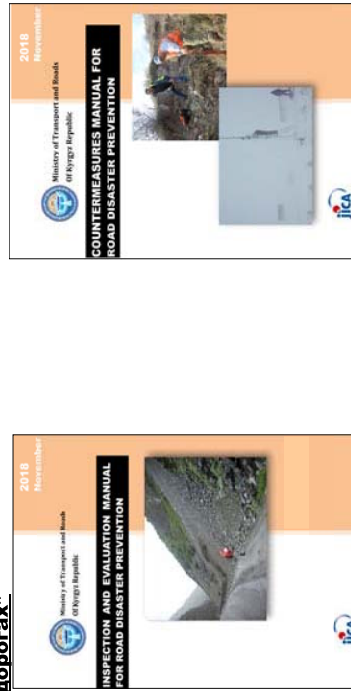 дорогах"
2018
November
Ministry of Transport and Roads
Of Kyrgyz Republic
INSPECTION AND EVALUATION MANUAL
FOR ROAD DISASTER PREVENTION
jICA
2018
November
Ministry of Transport and Roads
Of Kyrgyz Republic
COUNTERMEASURES MANUAL FOR
ROAD DISASTER PREVENTION
jICA